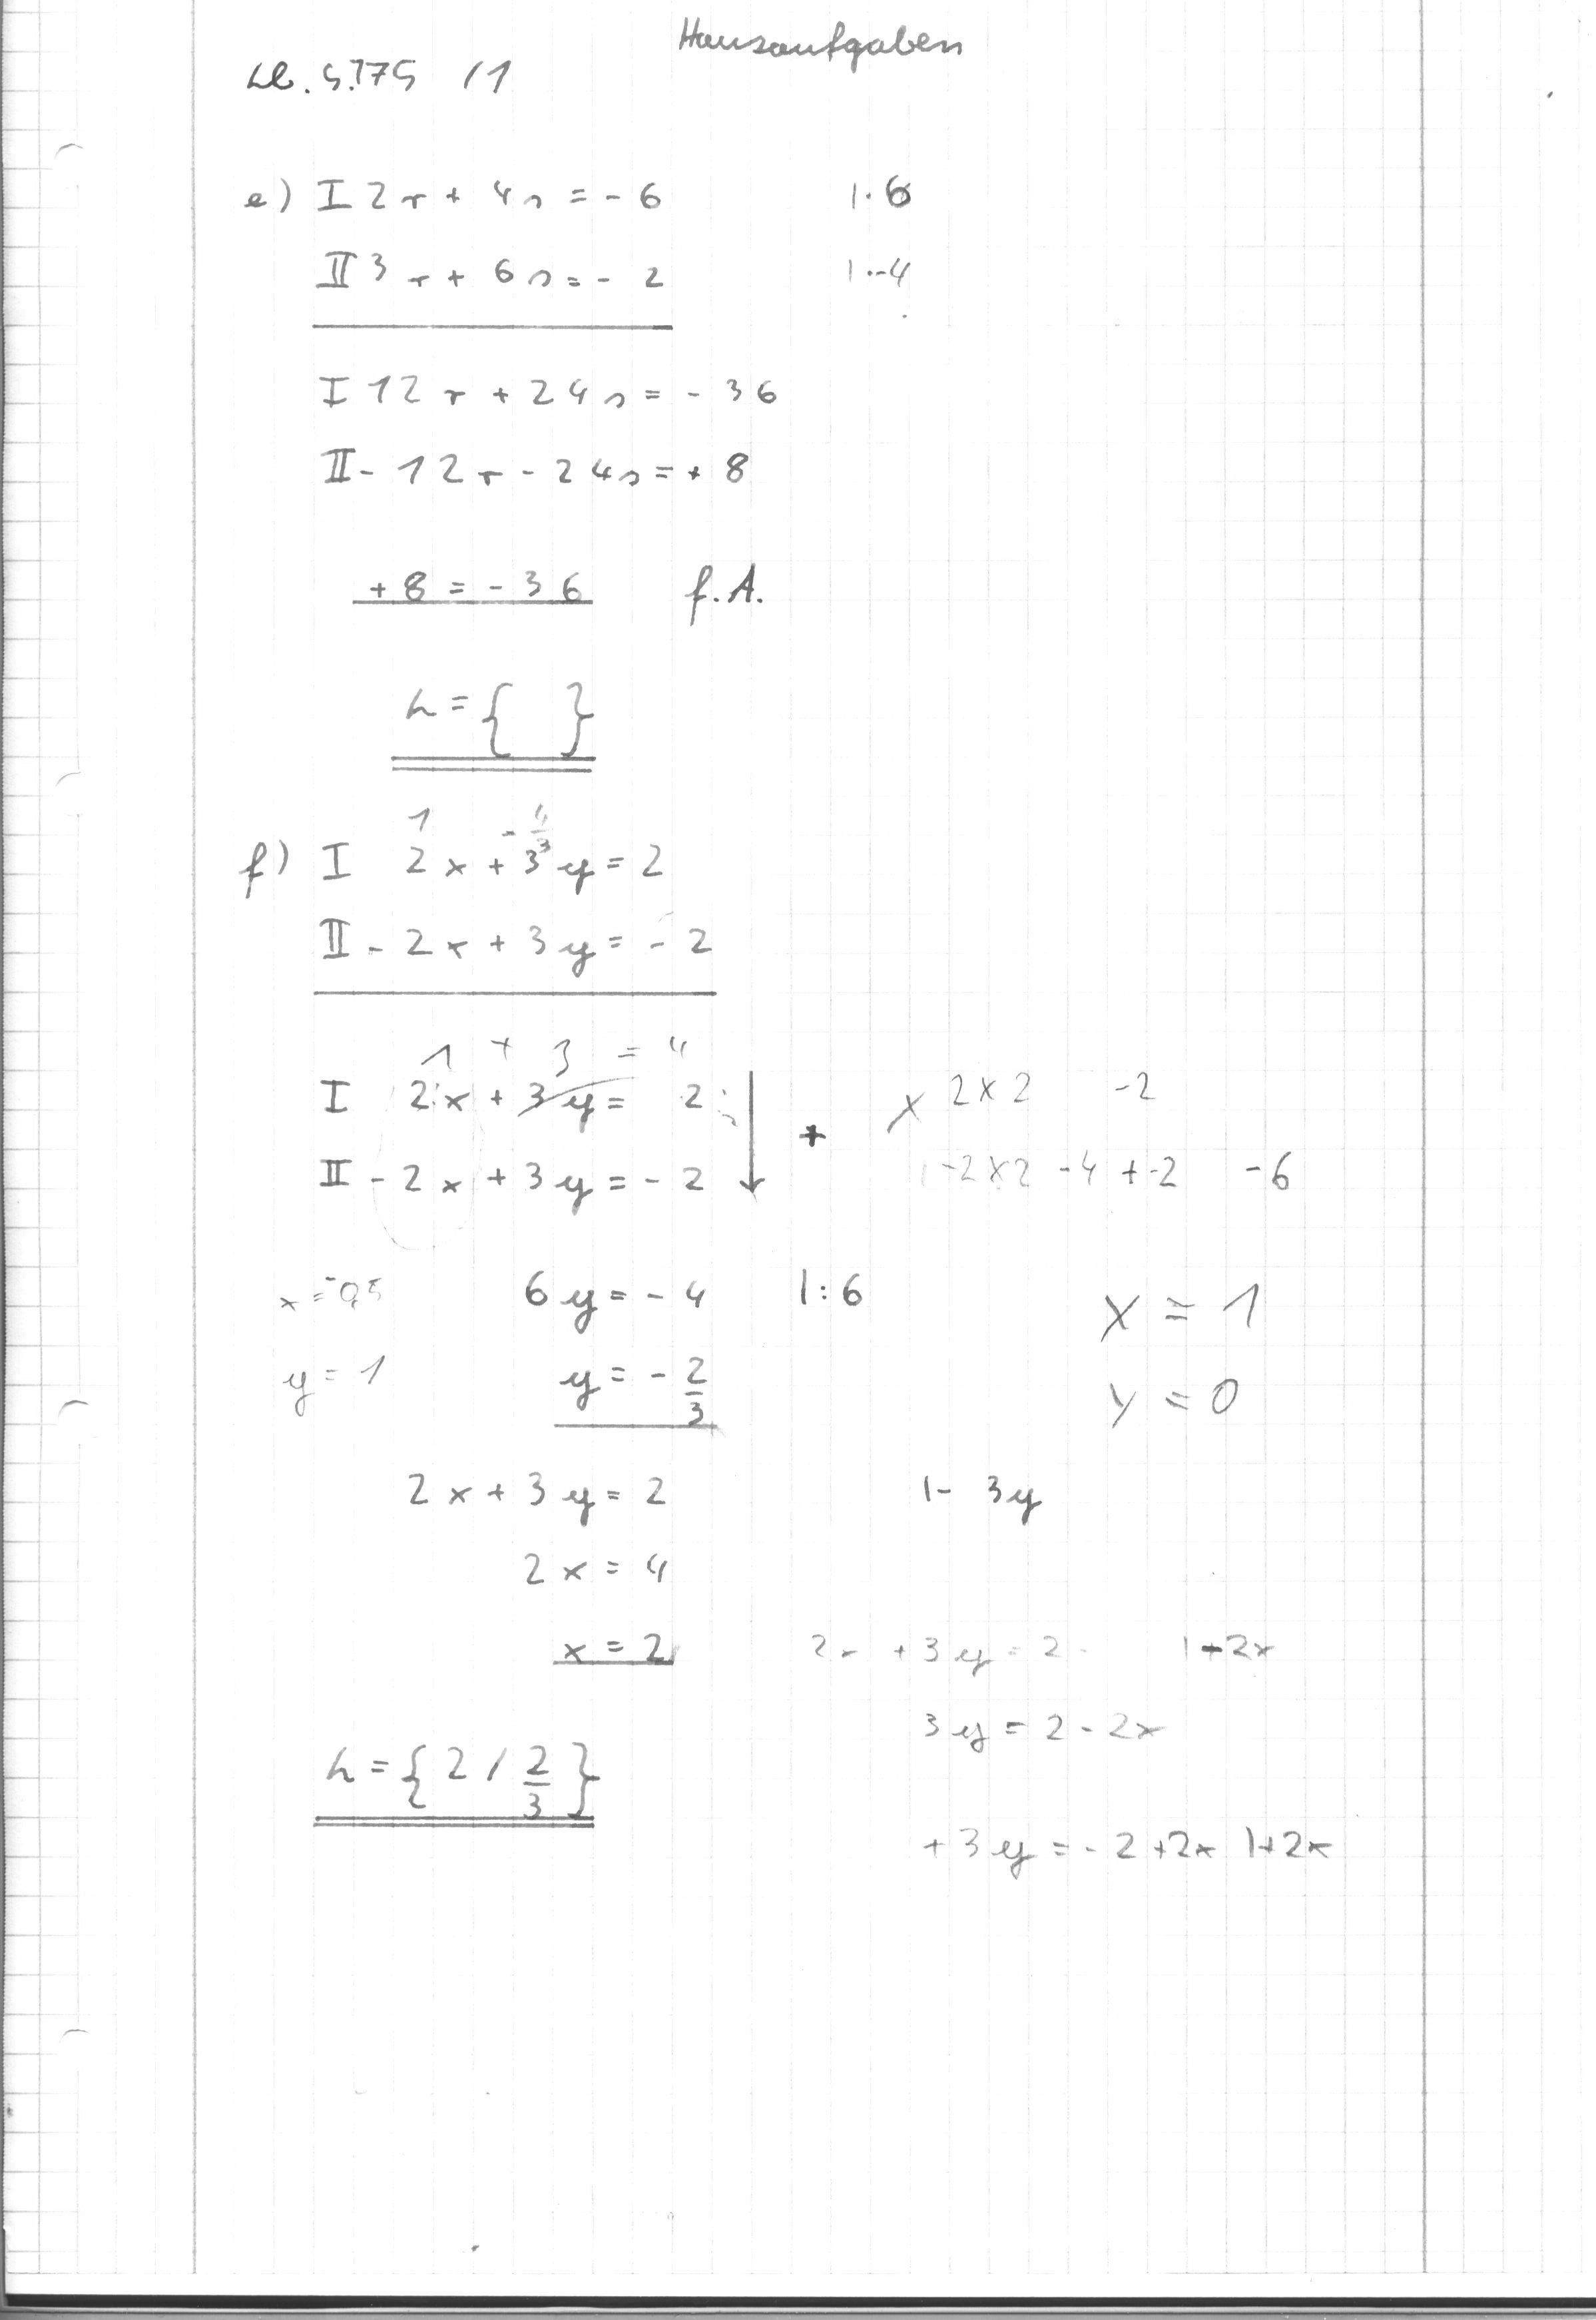 Hausaufgaben
Lb. S.175 /1
e) I 2r + 4s = - 6 |·6
II 3r + 6s = - 2 |·-4
I 12r + 24s = - 36
II - 12r - 24s = + 8
+ 8 = - 36 f.A.
L = { }
1 - 4/3
f) I 2x + 3y = 2
II - 2x + 3y = - 2
1 + 3 = 4
I 2x + 3y = 2 + x 2x2 -2
II - 2x + 3y = - 2 -2x2 -4 + -2 -6
x = -0,5 6y = - 4 |:6 x = 1
y = 1 y = - 2/3 y = 0
2x + 3y = 2 |- 3y
2x = 4
x = 2 2x + 3y = 2 |-2x
3y = 2 - 2x
L = { 2 / 2/3 }
+ 3y = - 2 + 2x |+2x